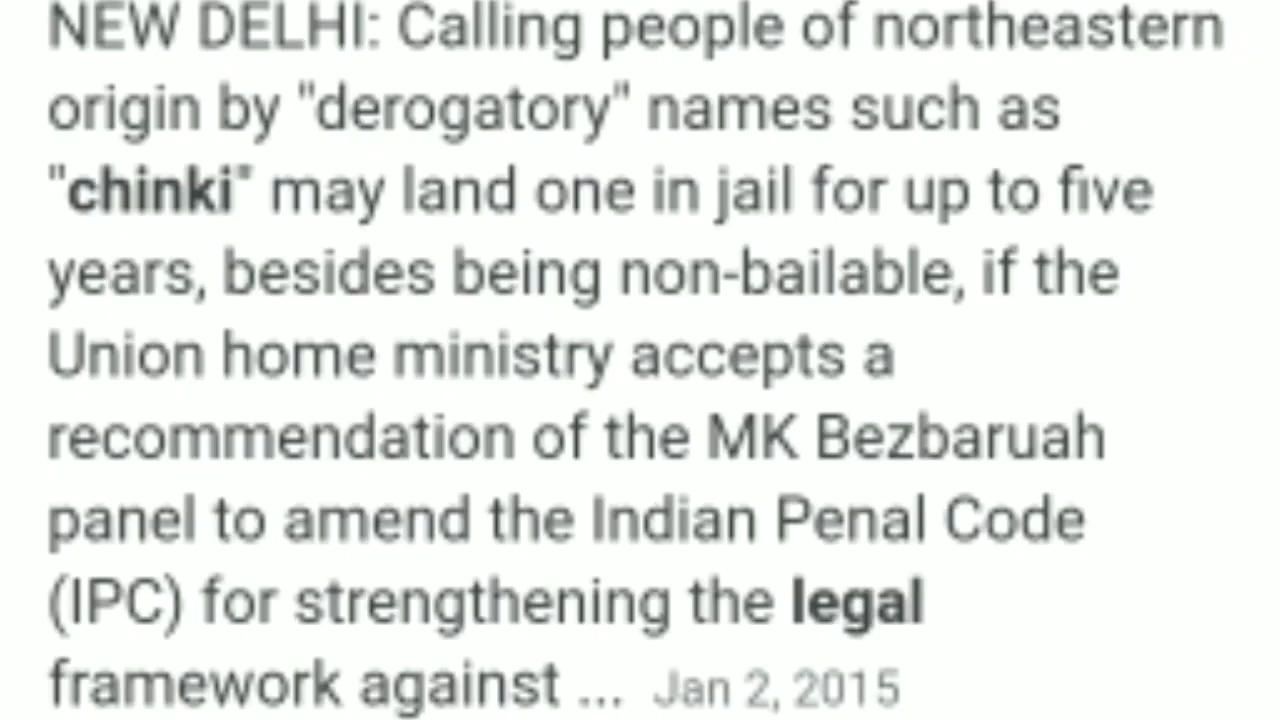 NEW DELHI: Calling people of northeastern
origin by "derogatory" names such as
"chinki" may land one in jail for up to five
years, besides being non-bailable, if the
Union home ministry accepts a
recommendation of the MK Bezbaruah
panel to amend the Indian Penal Code
(IPC) for strengthening the legal
framework against ... Jan 2, 2015